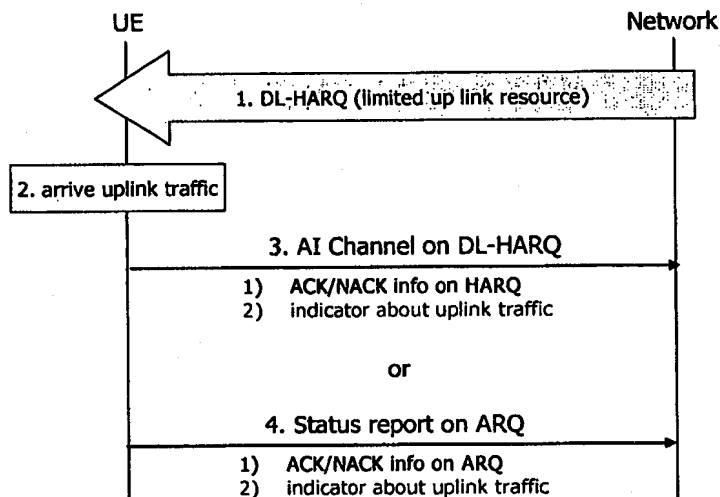 UE Network
1. DL-HARQ (limited up link resource)
2. arrive uplink traffic
3. AI Channel on DL-HARQ
1) ACK/NACK info on HARQ
2) indicator about uplink traffic
or
4. Status report on ARQ
1) ACK/NACK info on ARQ
2) indicator about uplink traffic